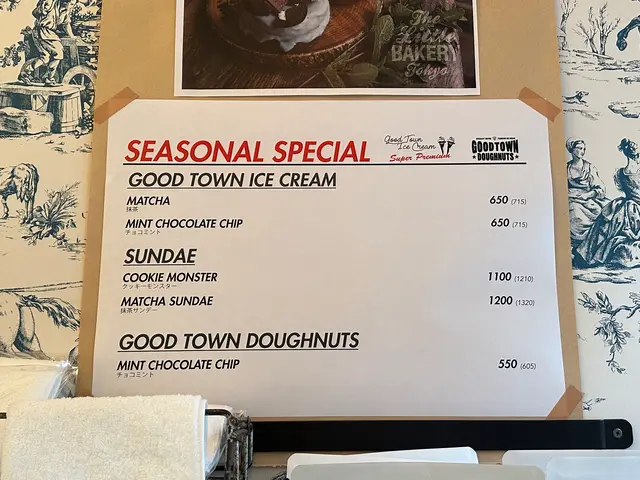 The
Little
BAKERY
Tokyo
SEASONAL SPECIAL
Good Town
Ice Cream
Super Premium
GOOD TOWN
DOUGHNUTS
GOOD TOWN ICE CREAM
MATCHA 650 (715)
抹茶
MINT CHOCOLATE CHIP 650 (715)
チョコミント
SUNDAE
COOKIE MONSTER 1100 (1210)
クッキーモンスター
MATCHA SUNDAE 1200 (1320)
抹茶サンデー
GOOD TOWN DOUGHNUTS
MINT CHOCOLATE CHIP 550 (605)
チョコミント